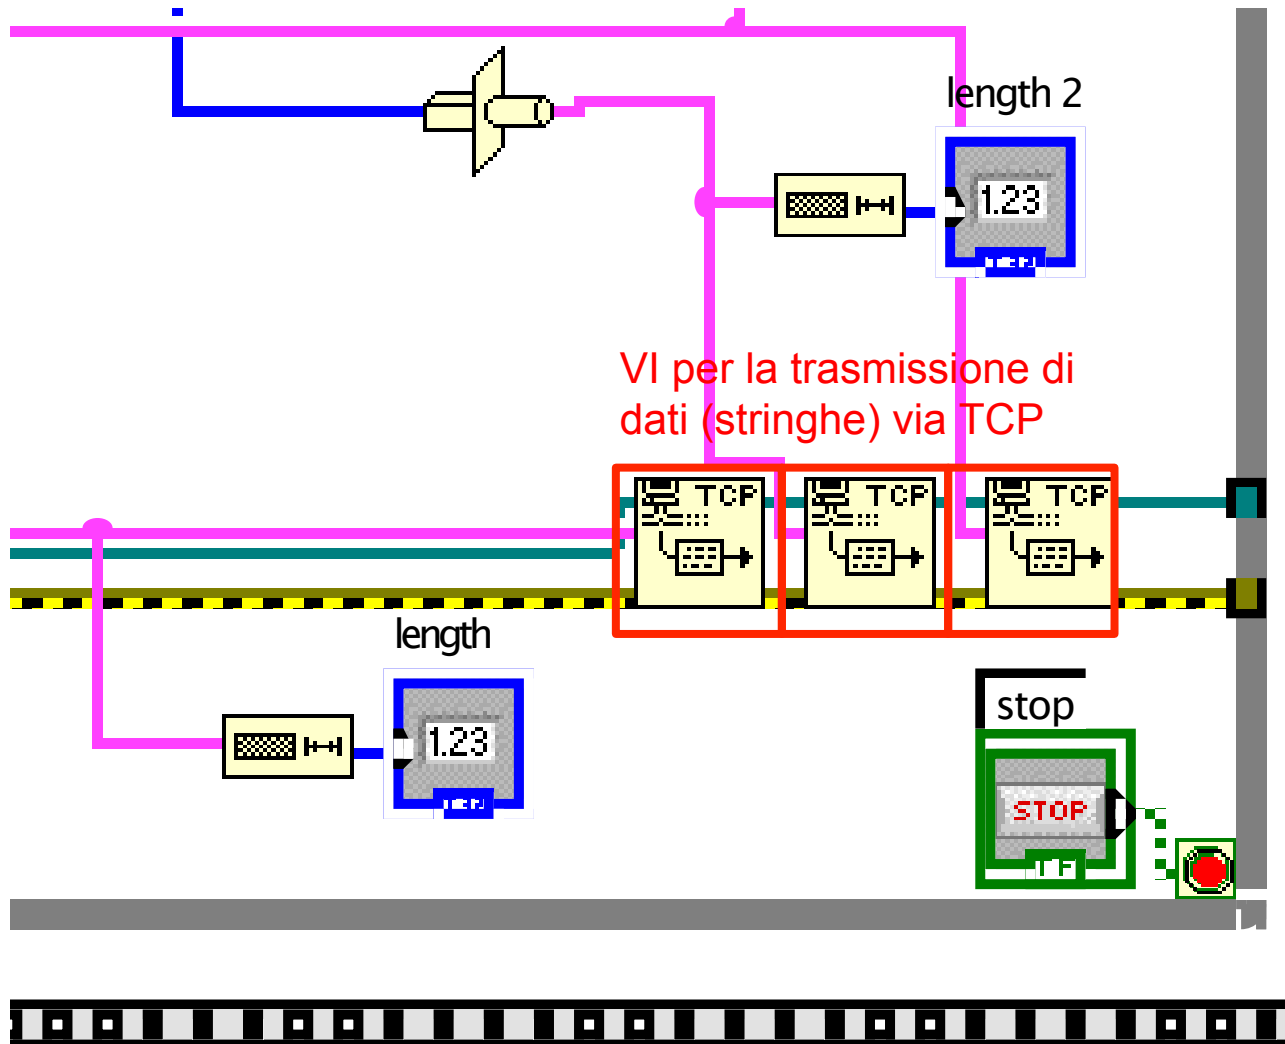 length 2
1.23
VI per la trasmissione di
dati (stringhe) via TCP
TCP
TCP
TCP
length
1.23
stop
STOP
TF